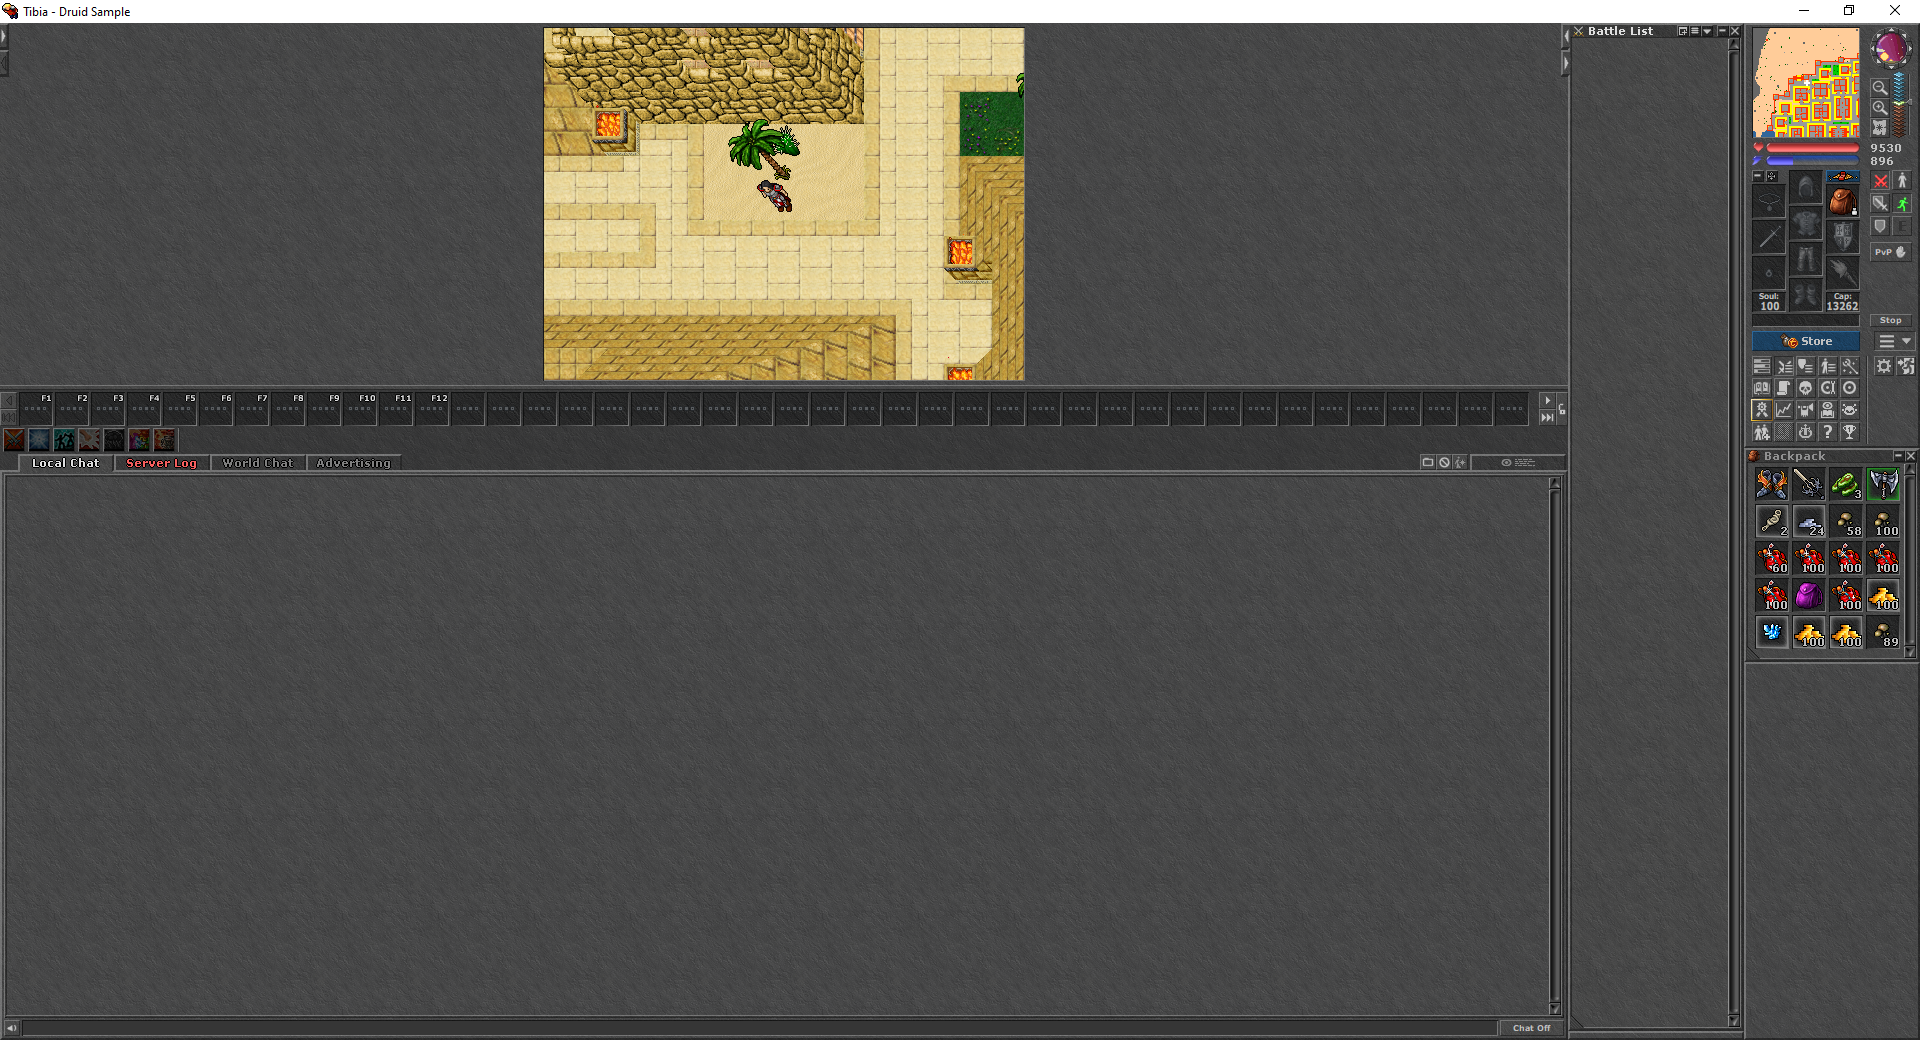 Tibia - Druid Sample
Battle List
9530
896
Soul:
100
Cap:
13262
PvP
Stop
Store
F1 F2 F3 F4 F5 F6 F7 F8 F9 F10 F11 F12
Local Chat Server Log World Chat Advertising
Backpack
3
2 24 58 100
60 100 100 100
100 100 100
100 100 89
Chat Off